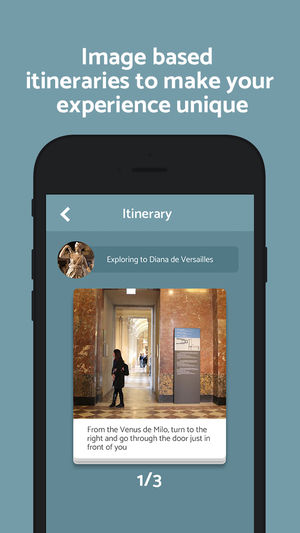 Image based
itineraries to make your
experience unique
Itinerary
Exploring to Diana de Versailles
From the Venus de Milo, turn to the
right and go through the door just in
front of you
1/3